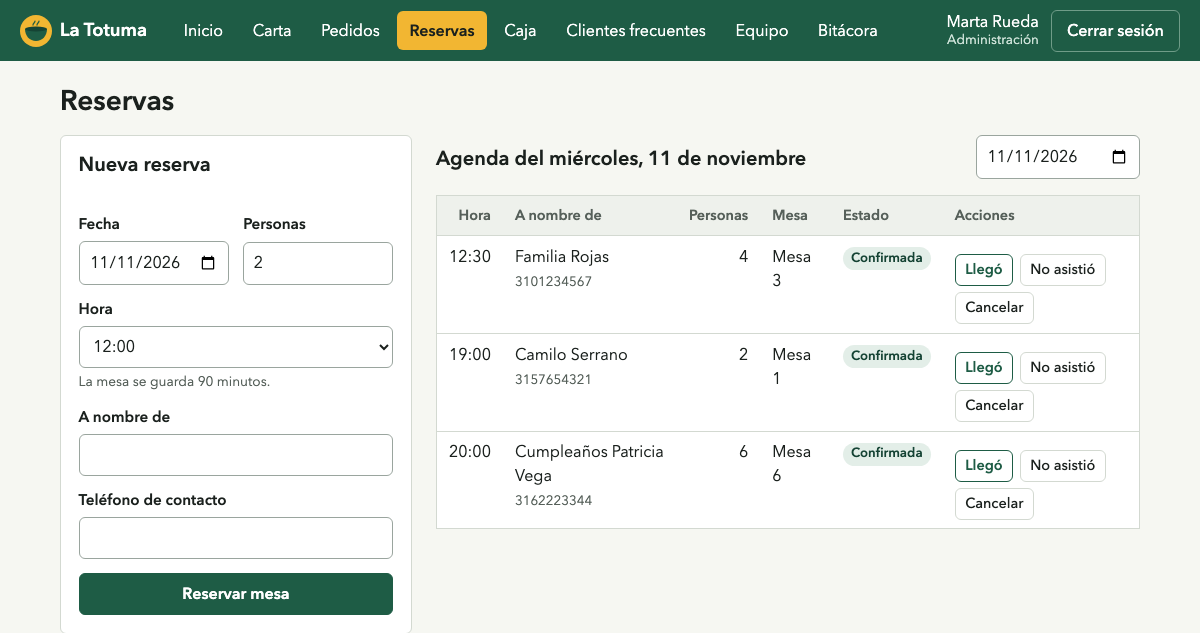 La Totuma
Inicio
Carta
Pedidos
Reservas
Caja
Clientes frecuentes
Equipo
Bitácora
Marta Rueda
Administración
Cerrar sesión
Reservas
Nueva reserva
Fecha
Personas
11/11/2026
2
Hora
12:00
La mesa se guarda 90 minutos.
A nombre de
Teléfono de contacto
Reservar mesa
Agenda del miércoles, 11 de noviembre
11/11/2026
Hora A nombre de Personas Mesa Estado Acciones
12:30 Familia Rojas 4 Mesa Confirmada Llegó No asistió
3101234567 3
Cancelar
19:00 Camilo Serrano 2 Mesa Confirmada Llegó No asistió
3157654321 1
Cancelar
20:00 Cumpleaños Patricia 6 Mesa Confirmada Llegó No asistió
Vega 6
3162223344 Cancelar